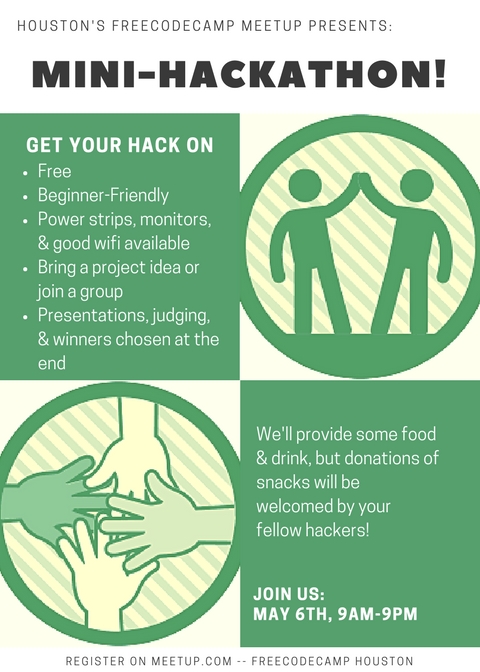 HOUSTON'S FREECODECAMP MEETUP PRESENTS:
MINI-HACKATHON!
GET YOUR HACK ON
• Free
• Beginner-Friendly
• Power strips, monitors,
& good wifi available
• Bring a project idea or
join a group
• Presentations, judging,
& winners chosen at the
end
We'll provide some food
& drink, but donations of
snacks will be
welcomed by your
fellow hackers!
JOIN US:
MAY 6TH, 9AM-9PM
REGISTER ON MEETUP.COM -- FREECODECAMP HOUSTON